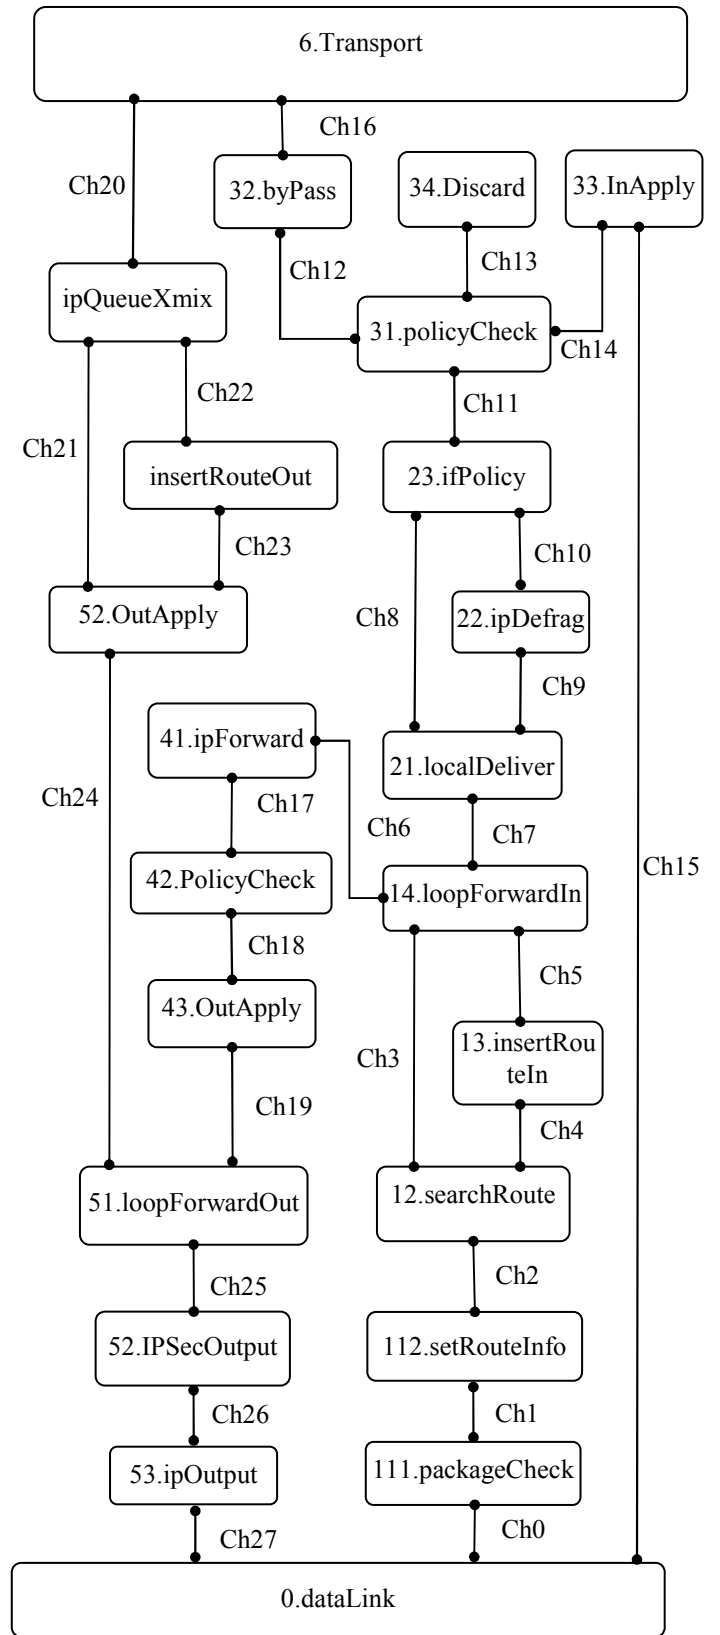 6.Transport
Ch16
Ch20
32.byPass
34.Discard
33.InApply
Ch12
Ch13
ipQueueXmix
31.policyCheck
Ch14
Ch22
Ch11
Ch21
insertRouteOut
23.ifPolicy
Ch23
Ch10
52.OutApply
Ch8
22.ipDefrag
Ch9
41.ipForward
21.localDeliver
Ch24
Ch17
Ch6
Ch7
Ch15
42.PolicyCheck
14.loopForwardIn
Ch18
Ch5
43.OutApply
Ch3
13.insertRou
teIn
Ch19
Ch4
51.loopForwardOut
12.searchRoute
Ch25
Ch2
52.IPSecOutput
112.setRouteInfo
Ch26
Ch1
53.ipOutput
111.packageCheck
Ch27
Ch0
0.dataLink